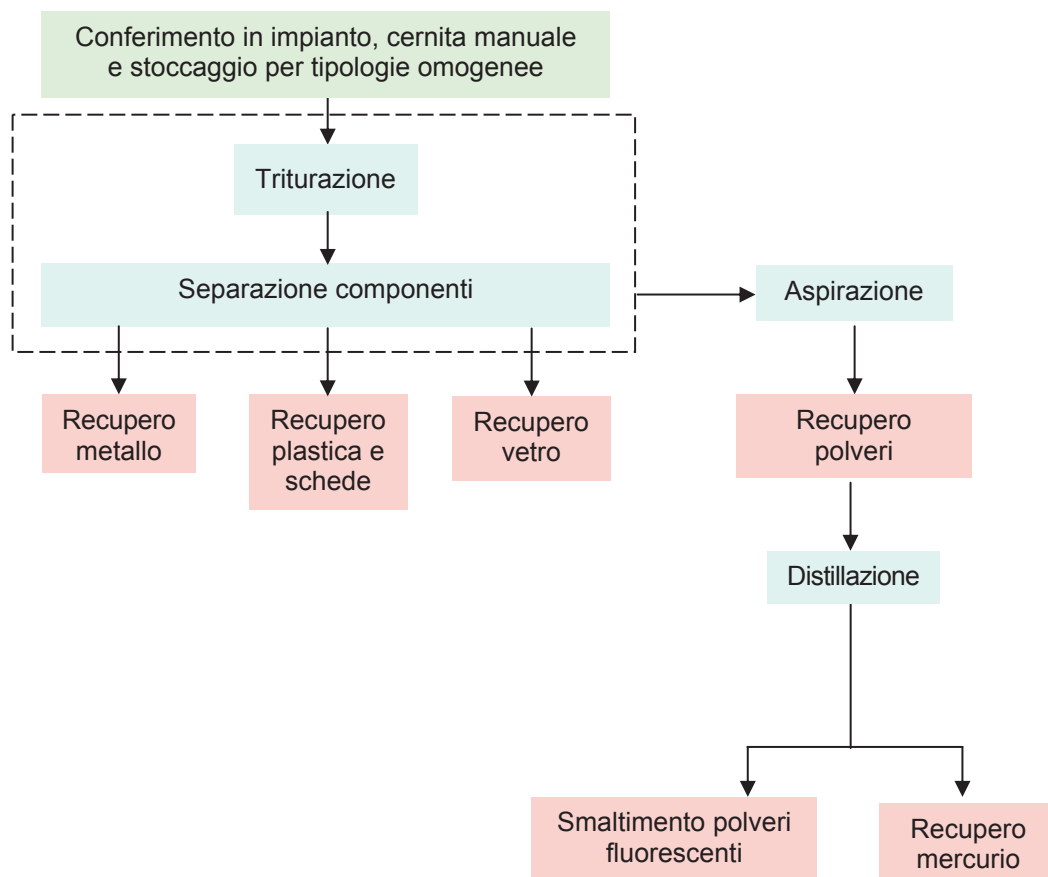 Conferimento in impianto, cernita manuale
e stoccaggio per tipologie omogenee
Triturazione
Separazione componenti
Aspirazione
Recupero
metallo
Recupero
plastica e
schede
Recupero
vetro
Recupero
polveri
Distillazione
Smaltimento polveri
fluorescenti
Recupero
mercurio